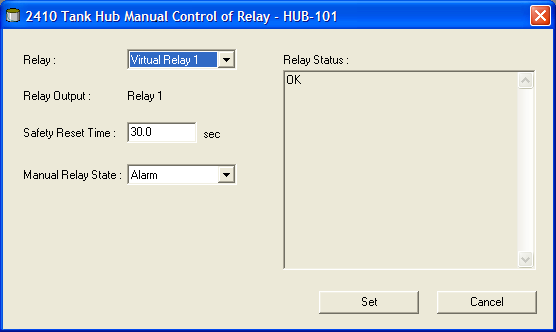 2410 Tank Hub Manual Control of Relay - HUB-101
Relay : Virtual Relay 1
Relay Output : Relay 1
Safety Reset Time : 30.0 sec
Manual Relay State : Alarm
Relay Status :
OK
Set Cancel